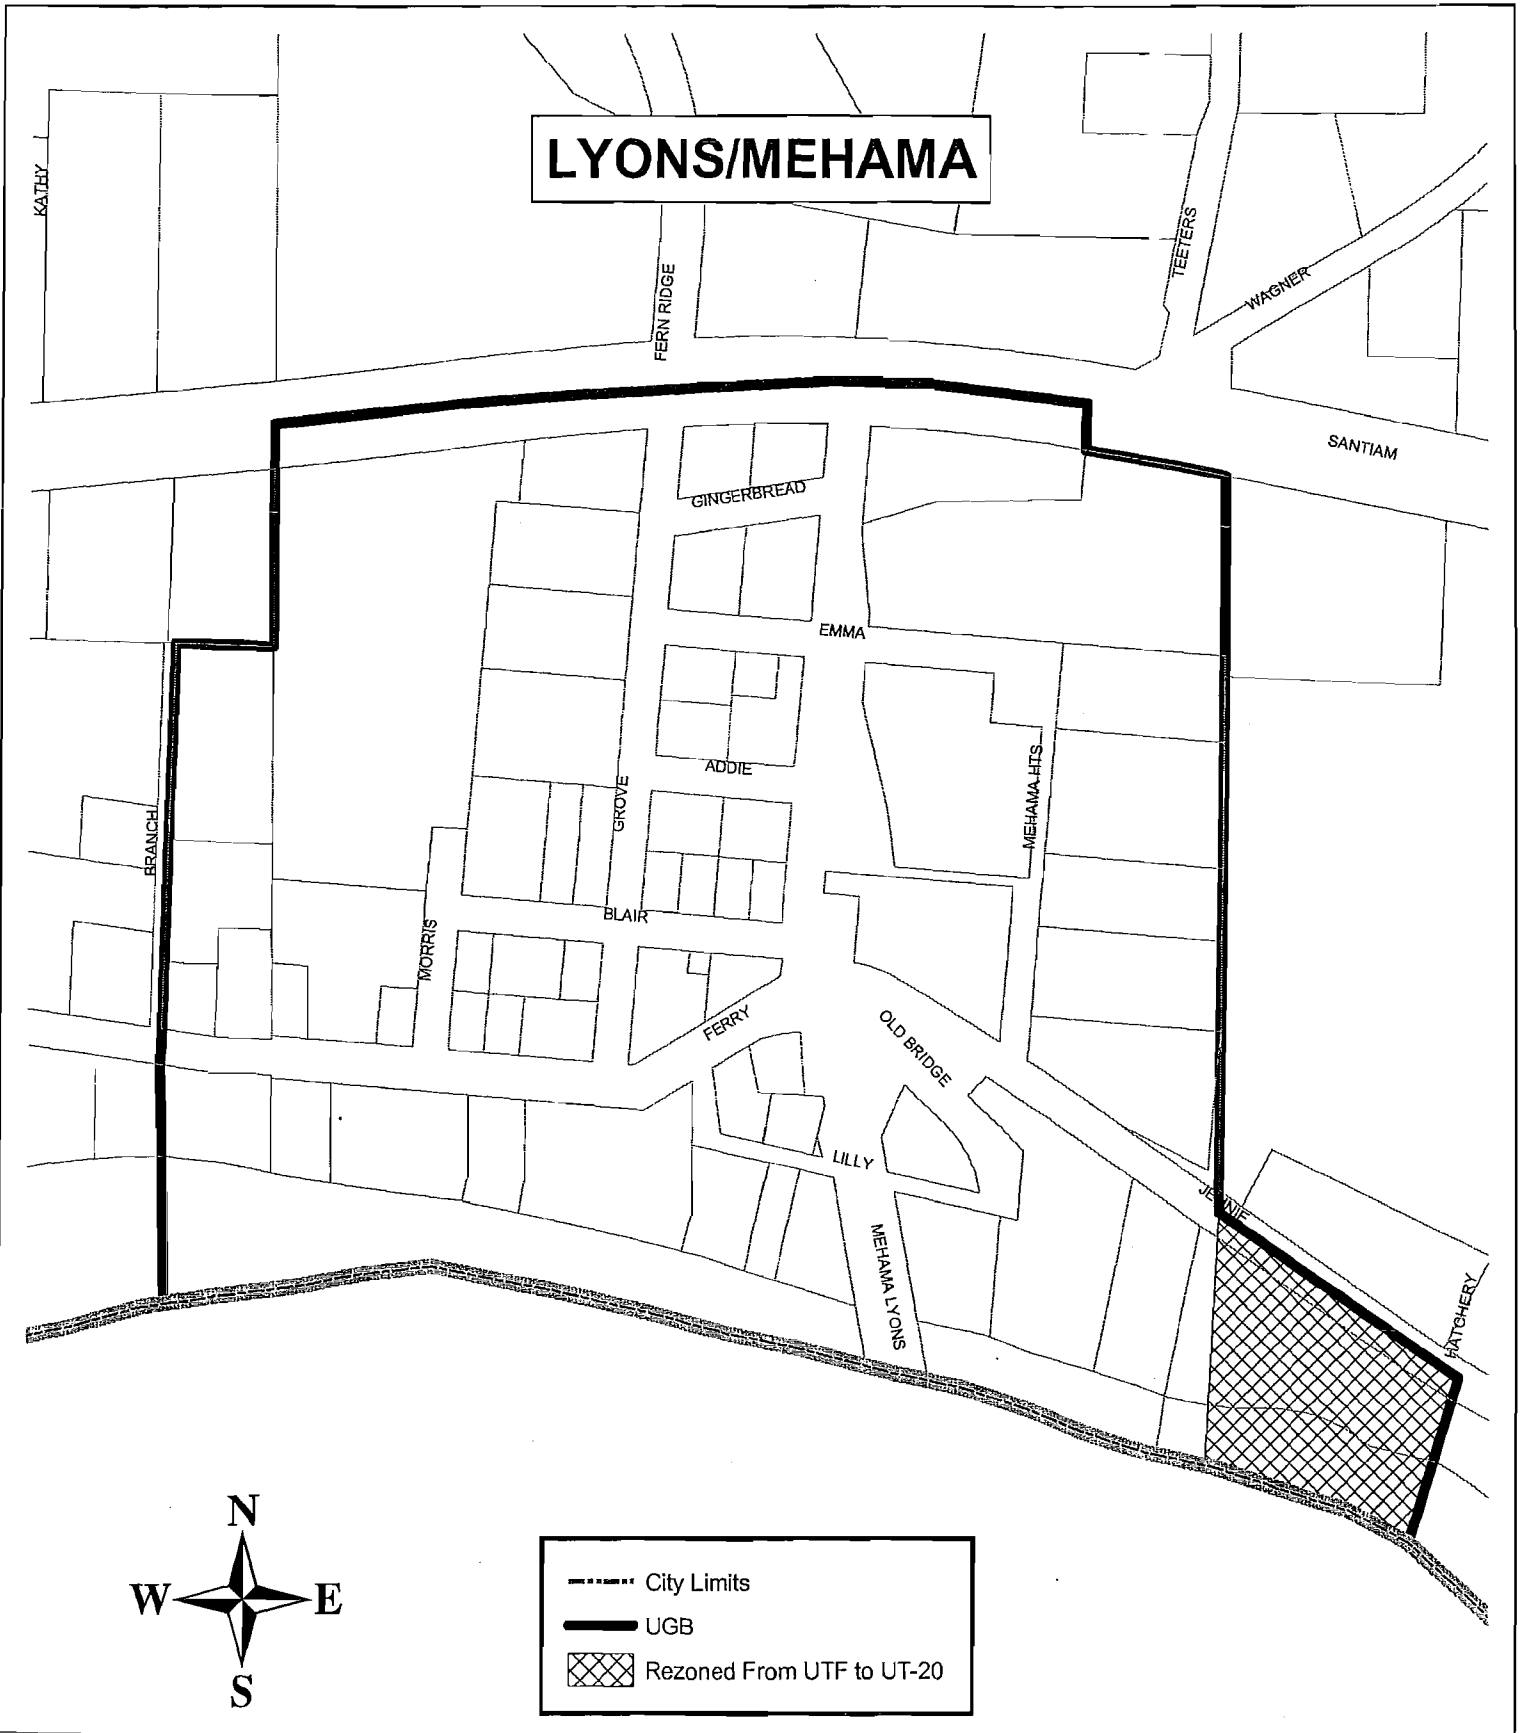 LYONS/MEHAMA
KATHY
TEETERS
FERN RIDGE
WAGNER
SANTIAM
GINGERBREAD
EMMA
ADDIE
GROVE
MEHAMA HTS
BRANCH
BLAIR
MORRIS
FERRY
OLD BRIDGE
LILLY
JENNIE
MEHAMA LYONS
HATCHERY
N
W E
S
City Limits
UGB
Rezoned From UTF to UT-20